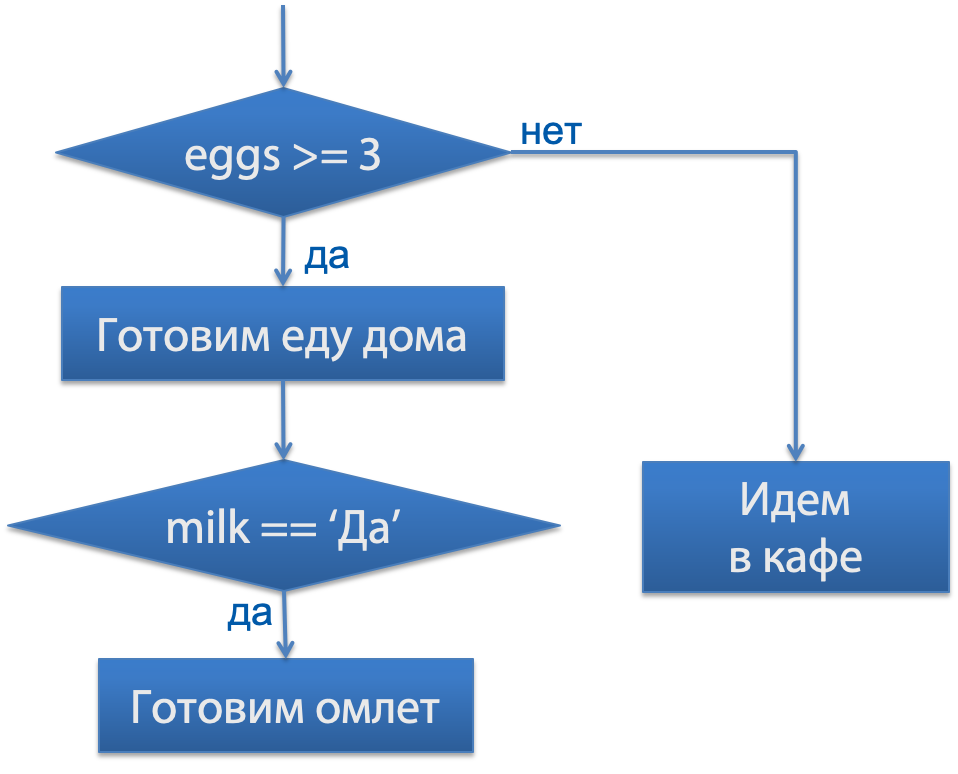 eggs >= 3
нет
да
Готовим еду дома
milk == ‘Да’
Идем
в кафе
да
Готовим омлет